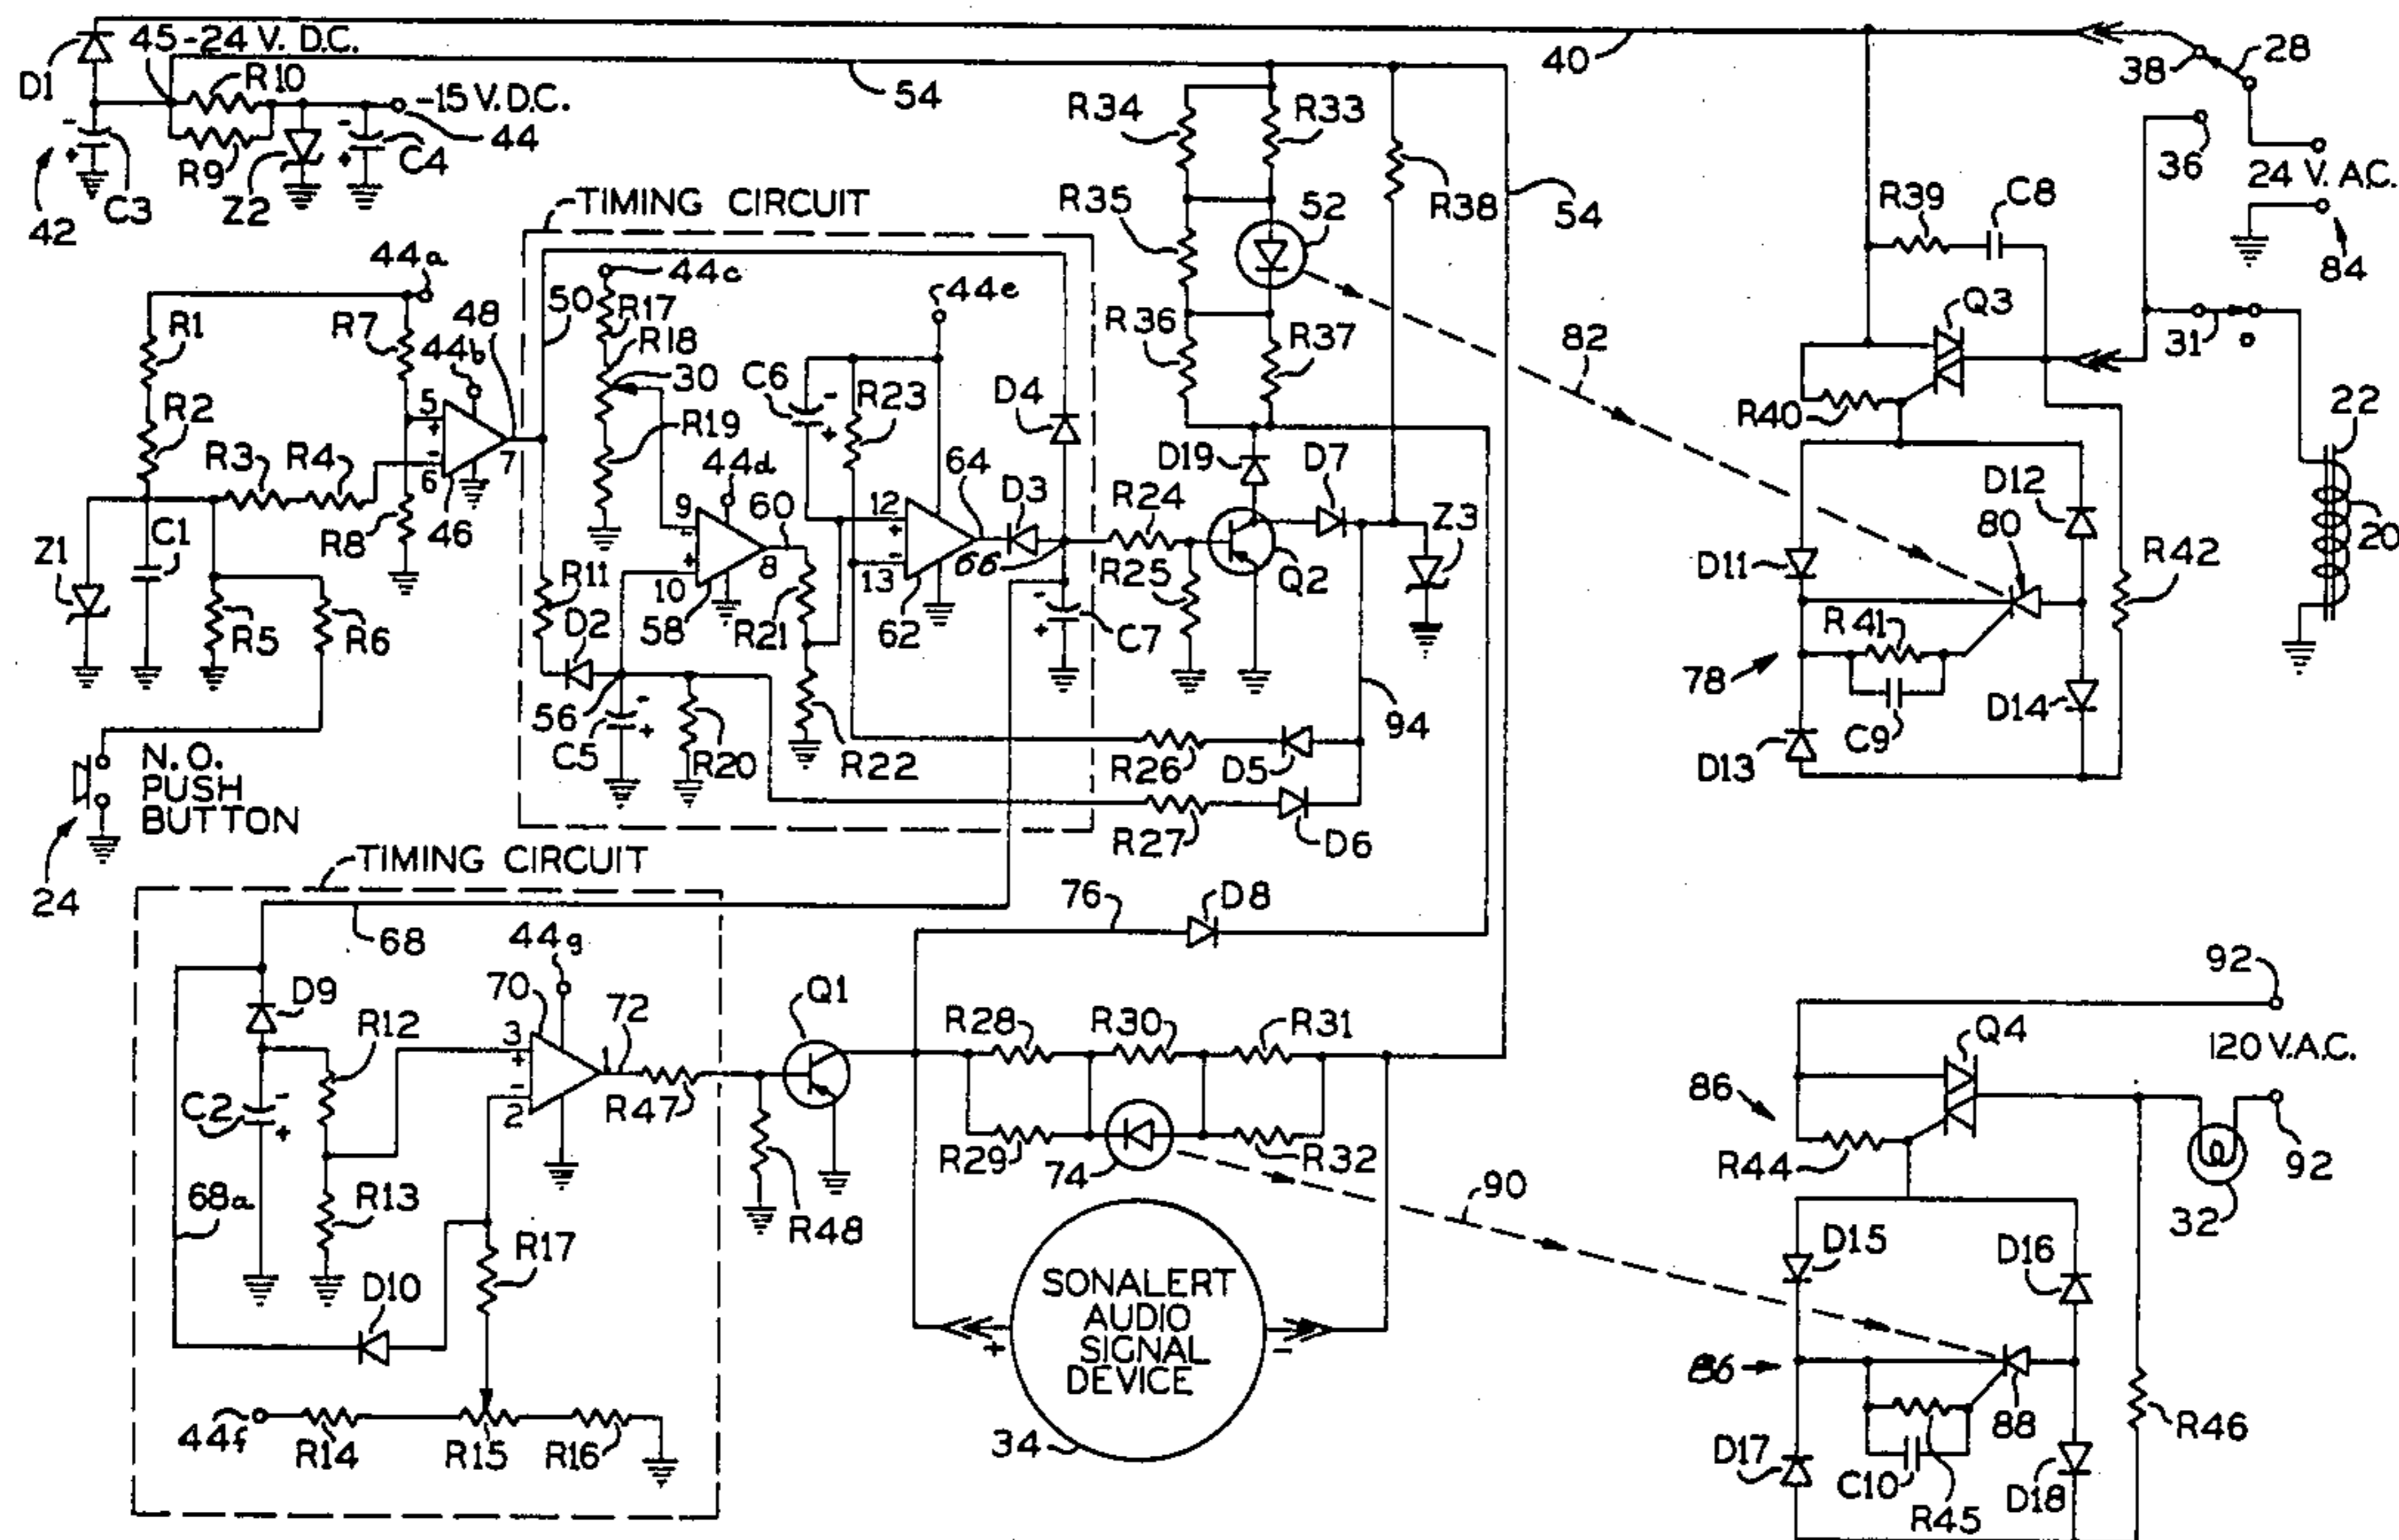 45 -24 V. D.C.
D1
R10
-15 V.D.C.
44
R9
Z2
C4
C3
42
54
40
38
28
36
24 V. A.C.
84
R34
R33
R35
52
R38
54
R36
R37
R39
C8
Q3
31
R40
82
22
20
TIMING CIRCUIT
44a
R1
R7
44b
48
50
44c
R17
R18
30
R19
44d
44e
C6
R23
D4
R2
R3
R4
5
+
-
6
7
46
R8
Z1
C1
R5
R6
9
-
+
10
8
60
58
R11
D2
R21
56
C5
R20
R22
12
+
-
13
62
64
D3
66
C7
R24
R25
D19
D7
Q2
Z3
94
R26
D5
R27
D6
D11
D12
80
R41
R42
78
C9
D14
D13
N.O.
PUSH
BUTTON
24
TIMING CIRCUIT
68
44g
70
72
D9
R12
3
+
-
2
1
R47
Q1
76
D8
C2
R13
68a
R17
D10
R48
44f
R14
R15
R16
R28
R30
R31
R29
74
R32
90
SONALERT
AUDIO
SIGNAL
DEVICE
+
-
34
92
120 V.A.C.
Q4
86
R44
32
92
D15
D16
86
88
R46
D17
C10
R45
D18